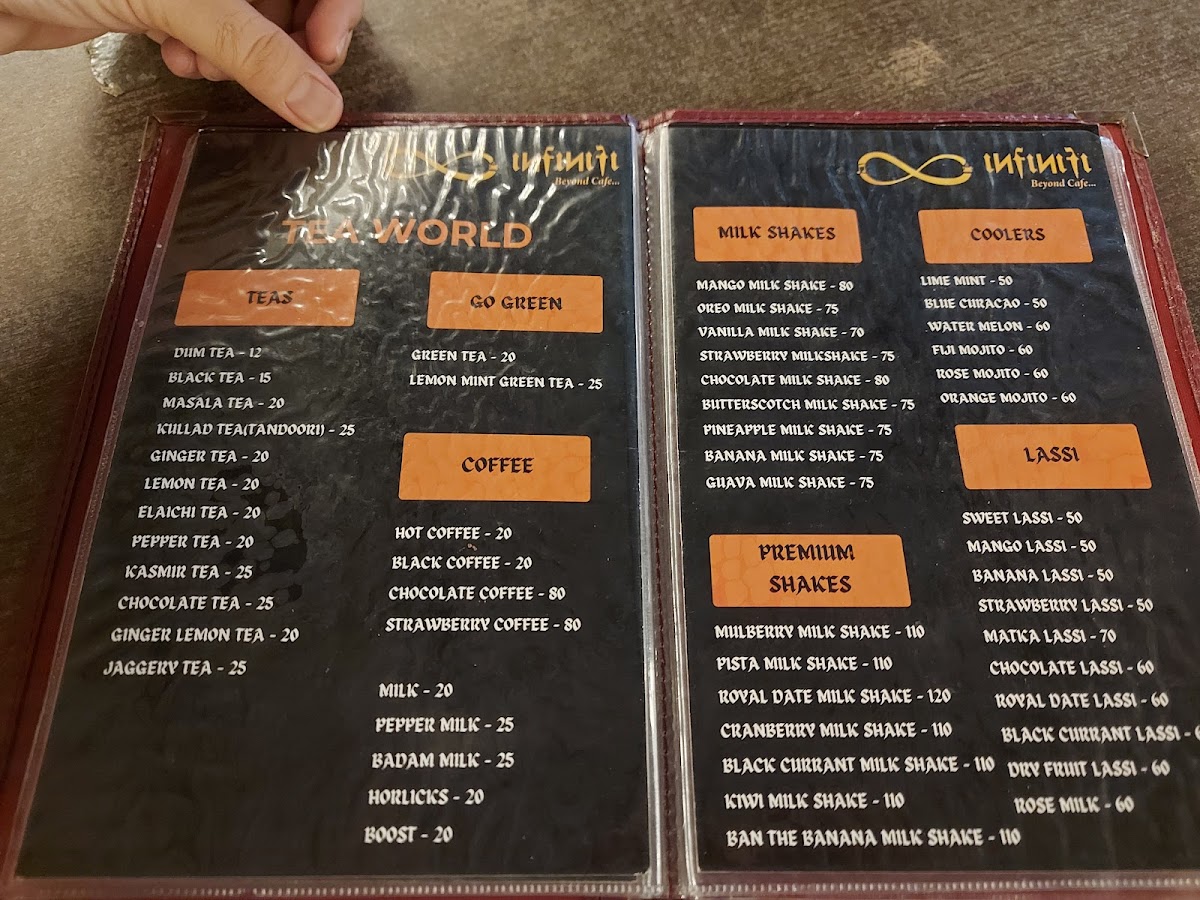 infiniti
Beyond Cafe...
TEA WORLD
TEAS
DUM TEA - 12
BLACK TEA - 15
MASALA TEA - 20
KULLAD TEA(TANDOORI) - 25
GINGER TEA - 20
LEMON TEA - 20
ELAICHI TEA - 20
PEPPER TEA - 20
KASMIR TEA - 25
CHOCOLATE TEA - 25
GINGER LEMON TEA - 20
JAGGERY TEA - 25
GO GREEN
GREEN TEA - 20
LEMON MINT GREEN TEA - 25
COFFEE
HOT COFFEE - 20
BLACK COFFEE - 20
CHOCOLATE COFFEE - 80
STRAWBERRY COFFEE - 80
MILK - 20
PEPPER MILK - 25
BADAM MILK - 25
HORLICKS - 20
BOOST - 20
infiniti
Beyond Cafe...
MILK SHAKES
MANGO MILK SHAKE - 80
OREO MILK SHAKE - 75
VANILLA MILK SHAKE - 70
STRAWBERRY MILKSHAKE - 75
CHOCOLATE MILK SHAKE - 80
BUTTERSCOTCH MILK SHAKE - 75
PINEAPPLE MILK SHAKE - 75
BANANA MILK SHAKE - 75
GUAVA MILK SHAKE - 75
PREMIUM
SHAKES
MULBERRY MILK SHAKE - 110
PISTA MILK SHAKE - 110
ROYAL DATE MILK SHAKE - 120
CRANBERRY MILK SHAKE - 110
BLACK CURRANT MILK SHAKE - 110
KIWI MILK SHAKE - 110
BAN THE BANANA MILK SHAKE - 110
COOLERS
LIME MINT - 50
BLUE CURACAO - 50
WATER MELON - 60
FIJI MOJITO - 60
ROSE MOJITO - 60
ORANGE MOJITO - 60
LASSI
SWEET LASSI - 50
MANGO LASSI - 50
BANANA LASSI - 50
STRAWBERRY LASSI - 50
MATKA LASSI - 70
CHOCOLATE LASSI - 60
ROYAL DATE LASSI - 60
BLACK CURRANT LASSI -
DRY FRUIT LASSI - 60
ROSE MILK - 60